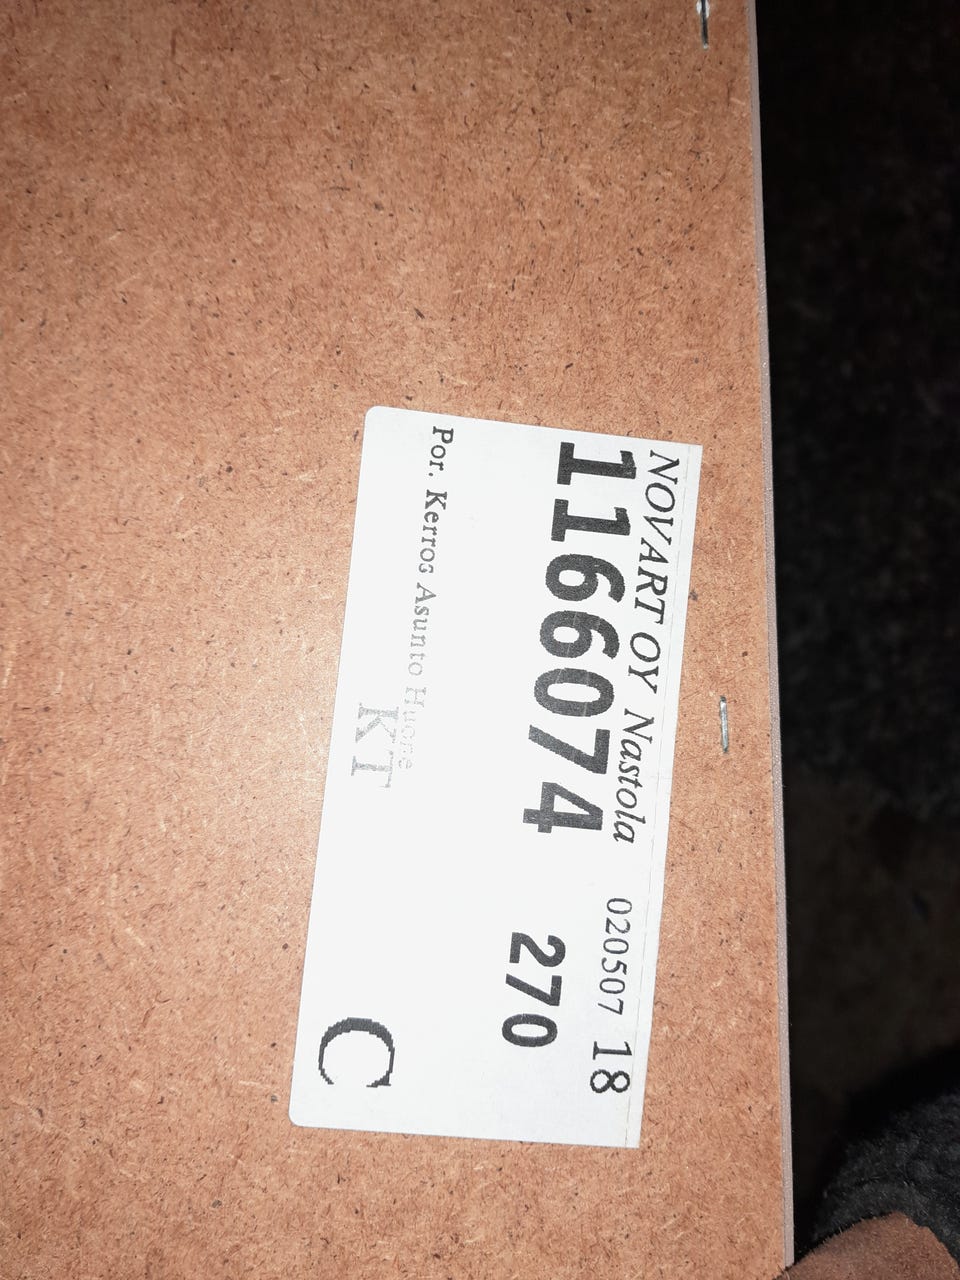 NOVART OY Nastola 020507 18
1166074 270
Por. Kerros Asunto Huone
KT C